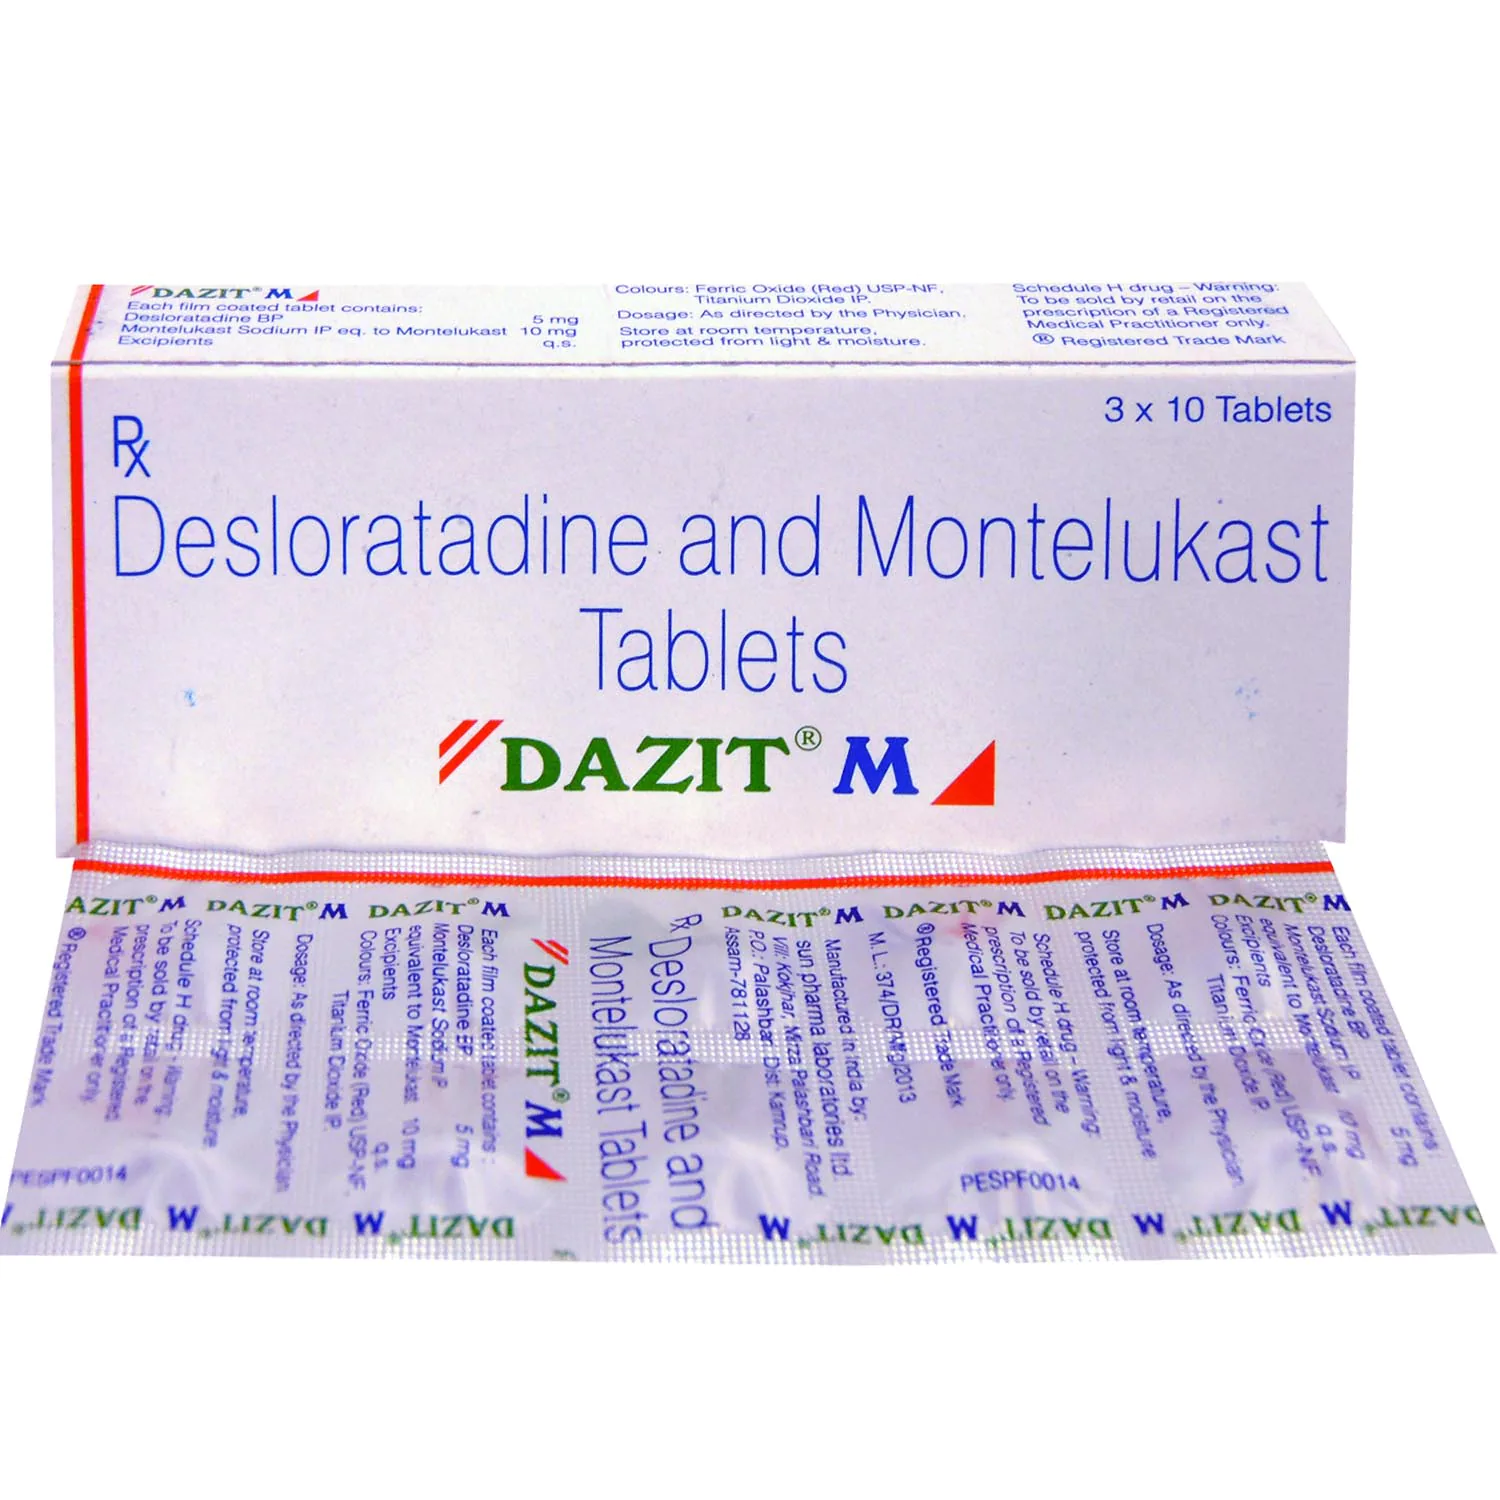 DAZIT® M
Each film coated tablet contains:
Desloratadine BP 5 mg
Montelukast Sodium IP eq. to Montelukast 10 mg
Excipients q.s.
Colours: Ferric Oxide (Red) USP-NF,
Titanium Dioxide IP.
Dosage: As directed by the Physician.
Store at room temperature,
protected from light & moisture.
Schedule H drug – Warning:
To be sold by retail on the
prescription of a Registered
Medical Practitioner only.
® Registered Trade Mark
3 x 10 Tablets
Rx
Desloratadine and Montelukast
Tablets
DAZIT® M
AZIT® M DAZIT® M DAZIT® M DAZIT® M DAZIT® M DAZIT® M DAZIT® M
Schedule H drug - Warning:
To be sold by retail on the
prescription of a Registered
Medical Practitioner only.
® Registered Trade Mark
Dosage: As directed by the Physician
Store at room temperature,
protected from light & moisture.
Each film coated tablet contains :
Desloratadine BP 5 mg
Montelukast Sodium IP
equivalent to Montelukast 10 mg
Excipients q.s.
Colours: Ferric Oxide (Red) USP-NF,
Titanium Dioxide IP.
DAZIT® M
Rx Desloratadine and
Montelukast Tablets
Manufactured in India by:
sun pharma laboratories ltd.
Vill: Kokjhar, Mirza Palashbari Road.
P.O.: Palashbar Dist. Kamrup.
Assam-781128
M. L.: 374/DR/Mfg/2013
®Registered Trade Mark
Schedule H drug - Warning:
To be sold by retail on the
prescription of a Registered
Medical Practitioner only.
Dosage: As directed by the Physician
Store at room temperature,
protected from light & moisture
Each film coated tablet contains :
Desloratadine BP 5 mg
Montelukast Sodium IP
equivalent to Montelukast 10 mg
Excipients q.s.
Colours: Ferric Oxide (Red) USP-NF,
Titanium Dioxide IP.
PESPF0014
PESPF0014
DAZIT® M DAZIT® M DAZIT® M DAZIT® M DAZIT® M DAZIT® M DAZIT®